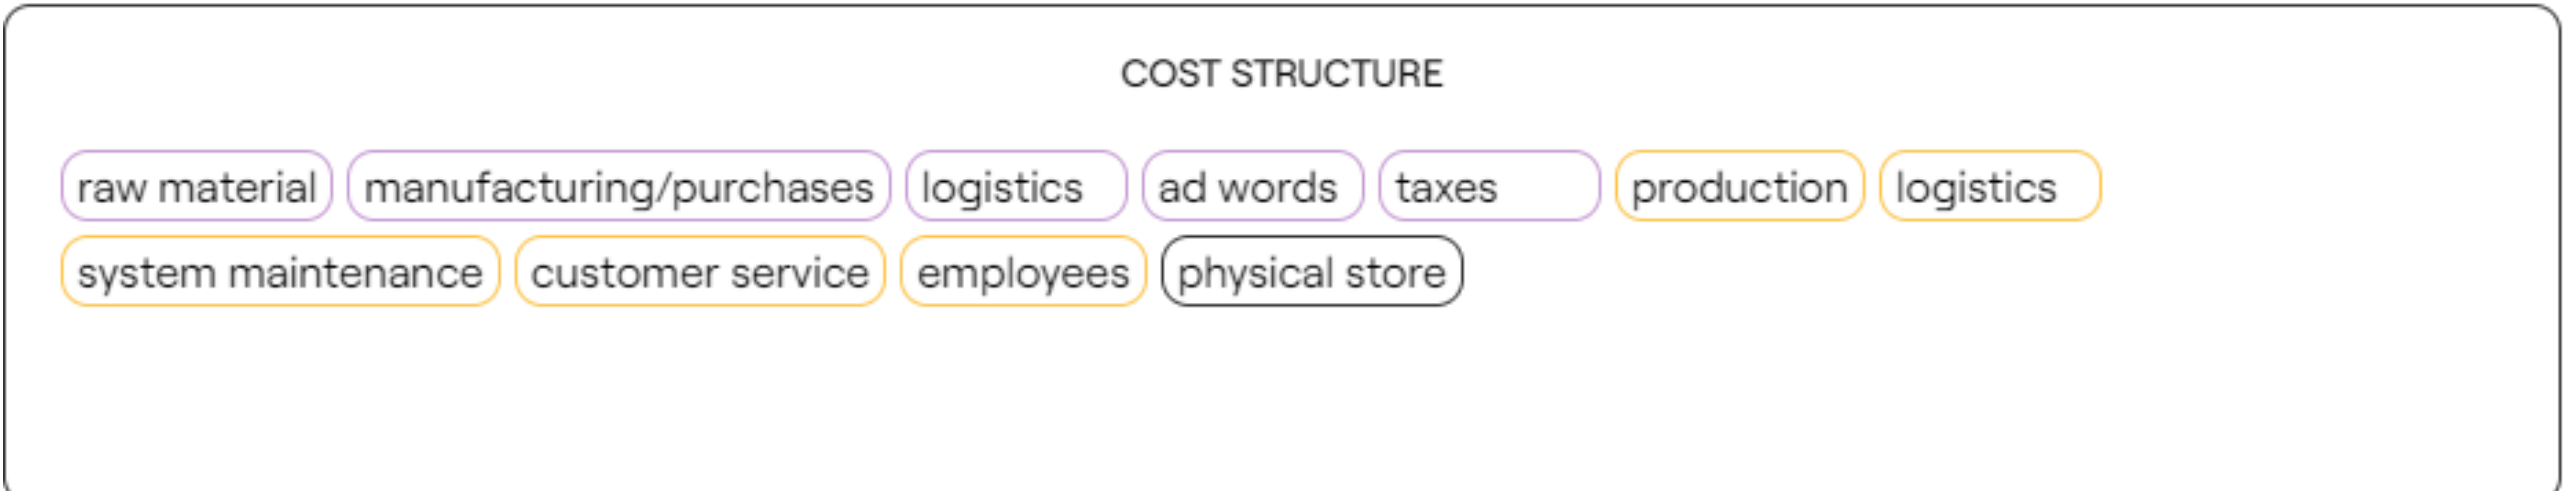 COST STRUCTURE
raw material manufacturing/purchases logistics ad words taxes production logistics
system maintenance customer service employees physical store